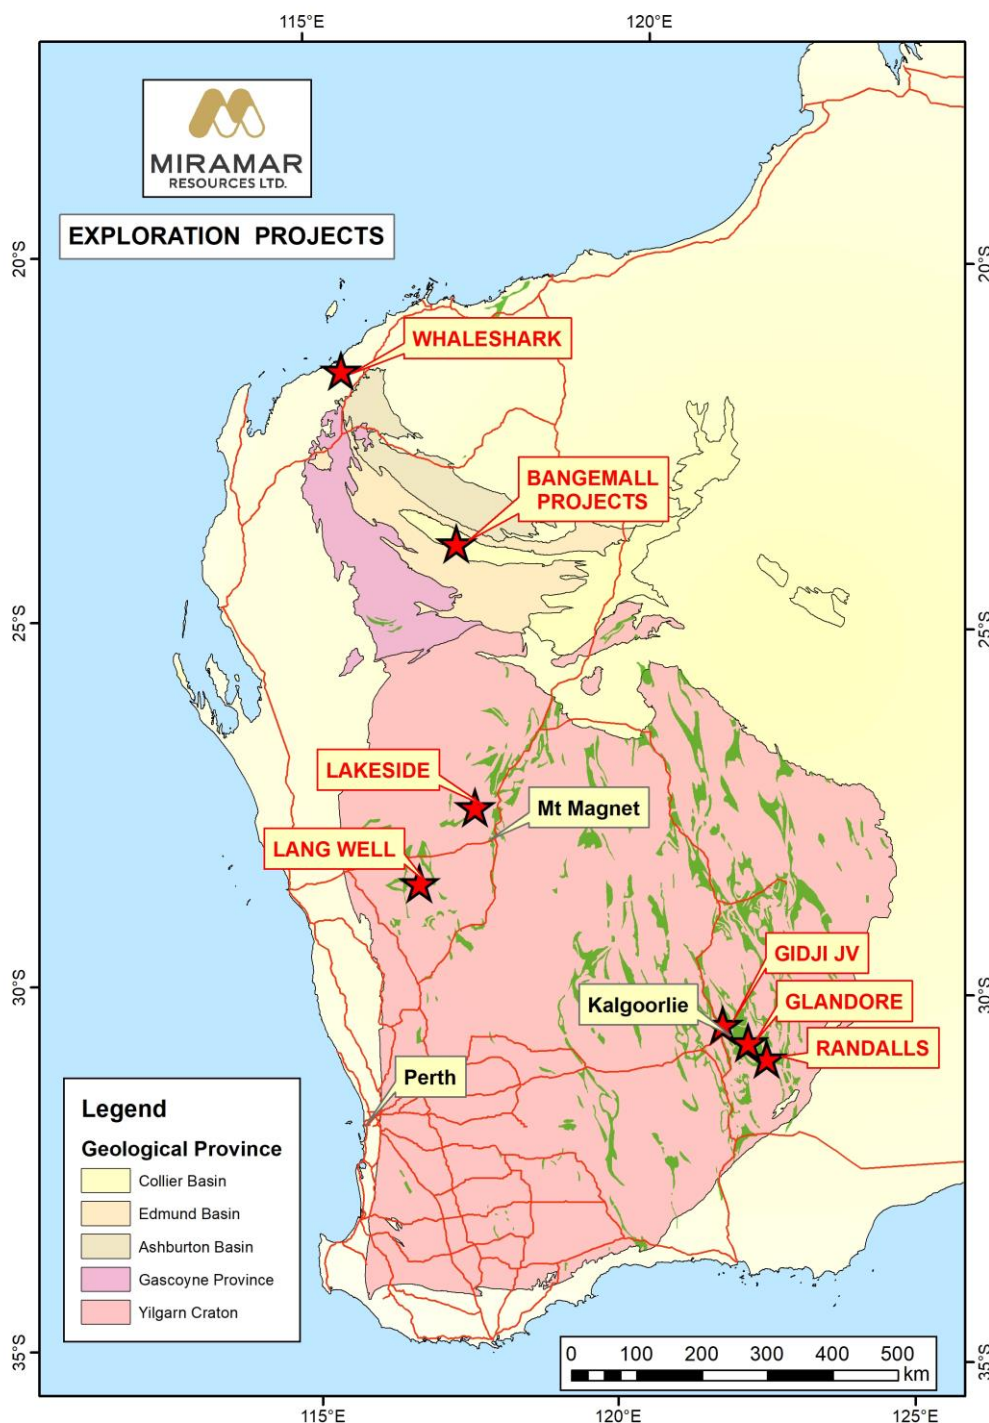 115°E
120°E
MIRAMAR
RESOURCES LTD.
EXPLORATION PROJECTS
20°S
20°S
WHALESHARK
BANGEMALL
PROJECTS
25°S
25°S
LAKESIDE
Mt Magnet
LANG WELL
GIDJI JV
Kalgoorlie
GLANDORE
30°S
30°S
RANDALLS
Perth
Legend
Geological Province
Collier Basin
Edmund Basin
Ashburton Basin
Gascoyne Province
Yilgarn Craton
0 100 200 300 400 500
km
35°S
35°S
115°E
120°E
125°E